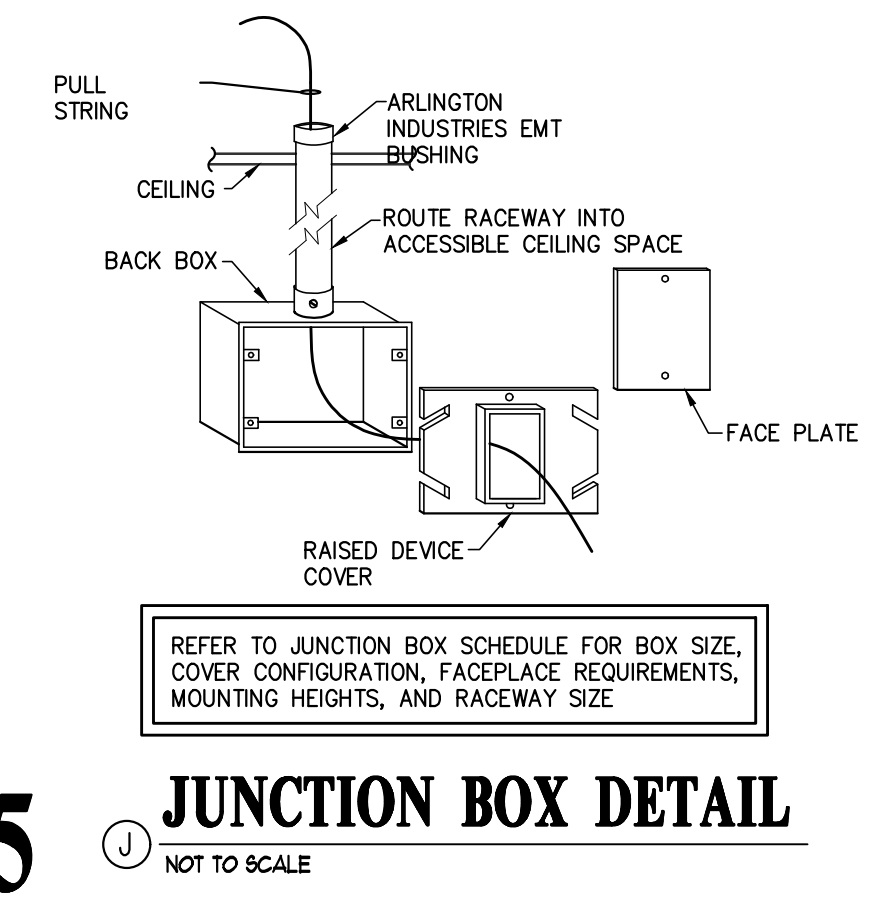 PULL
STRING
ARLINGTON
INDUSTRIES EMT
BUSHING
CEILING
ROUTE RACEWAY INTO
ACCESSIBLE CEILING SPACE
BACK BOX
FACE PLATE
RAISED DEVICE
COVER
REFER TO JUNCTION BOX SCHEDULE FOR BOX SIZE,
COVER CONFIGURATION, FACEPLACE REQUIREMENTS,
MOUNTING HEIGHTS, AND RACEWAY SIZE
5
JUNCTION BOX DETAIL
J
NOT TO SCALE